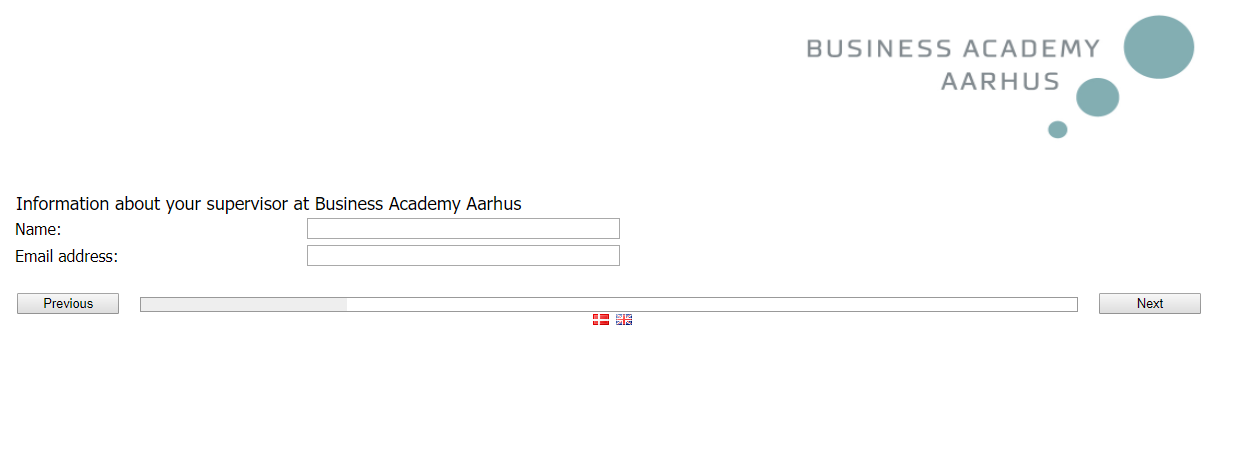 BUSINESS ACADEMY
AARHUS
Information about your supervisor at Business Academy Aarhus
Name:
Email address:
Previous
Next